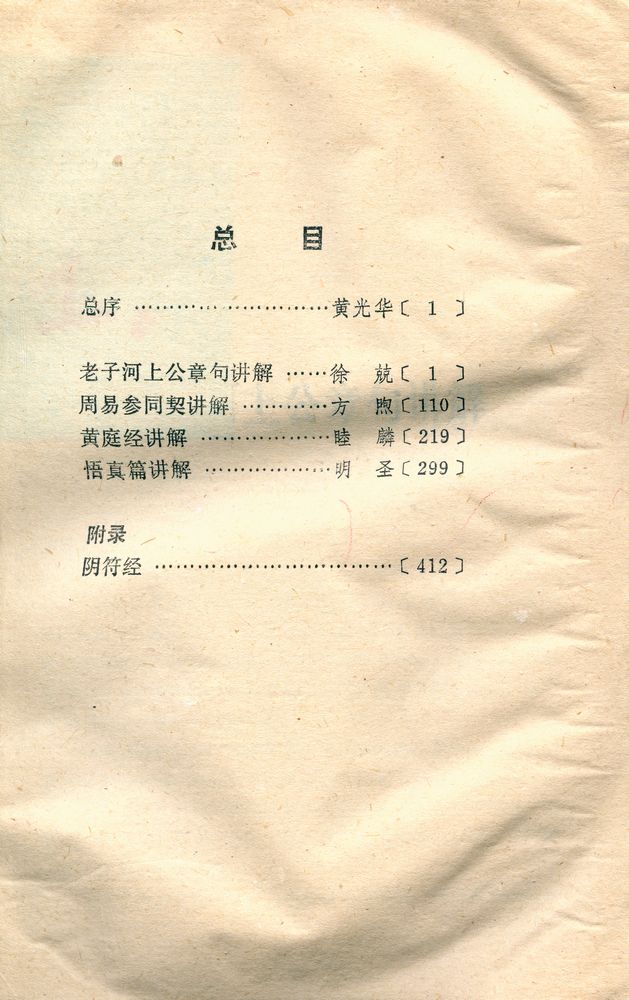 总 目
总序 ……………………… 黄光华〔 1 〕
老子河上公章句讲解 …… 徐 兢〔 1 〕
周易参同契讲解 ………… 方 煦〔110〕
黄庭经讲解 ……………… 睦 麟〔219〕
悟真篇讲解 ……………… 明 圣〔299〕
附录
阴符经 ……………………………〔412〕